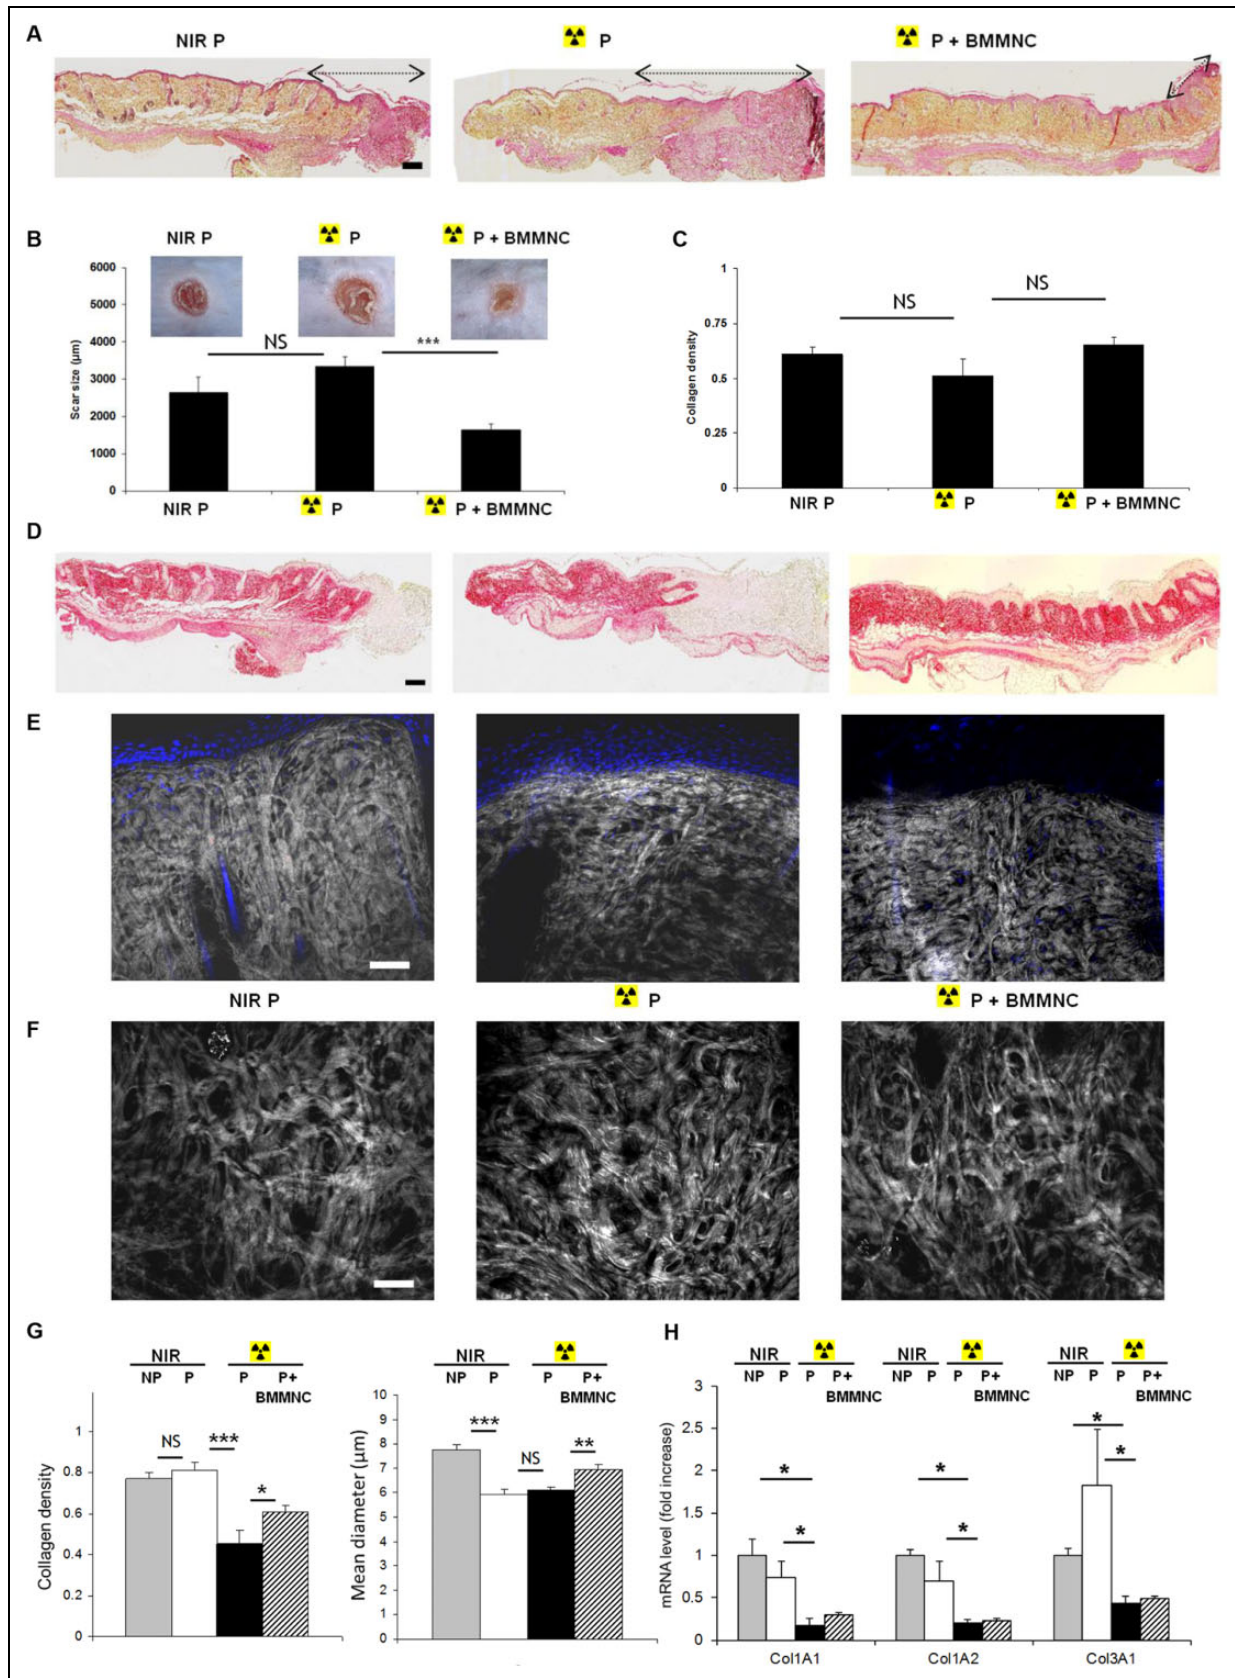 A
NIR P
P
P + BMMNC
B
NIR P
P
P + BMMNC
6000
5000
4000
3000
2000
1000
0
Scar size (µm)
NS
***
NIR P
P
P + BMMNC
C
1
0.75
0.5
0.25
0
Collagen density
NS
NS
NIR P
P
P + BMMNC
D
E
NIR P
P
P + BMMNC
F
G
NIR
NP P P P+
BMMNC
1
0.8
0.6
0.4
0.2
0
Collagen density
NS
***
*
NIR
NP P P P+
BMMNC
10
9
8
7
6
5
4
3
2
1
0
Mean diameter (µm)
***
NS
**
H
NIR NIR NIR
NP P P P+ NP P P P+ NP P P P+
BMMNC BMMNC BMMNC
3
2.5
2
1.5
1
0.5
0
mRNA level (fold increase)
*
*
*
*
*
*
Col1A1 Col1A2 Col3A1